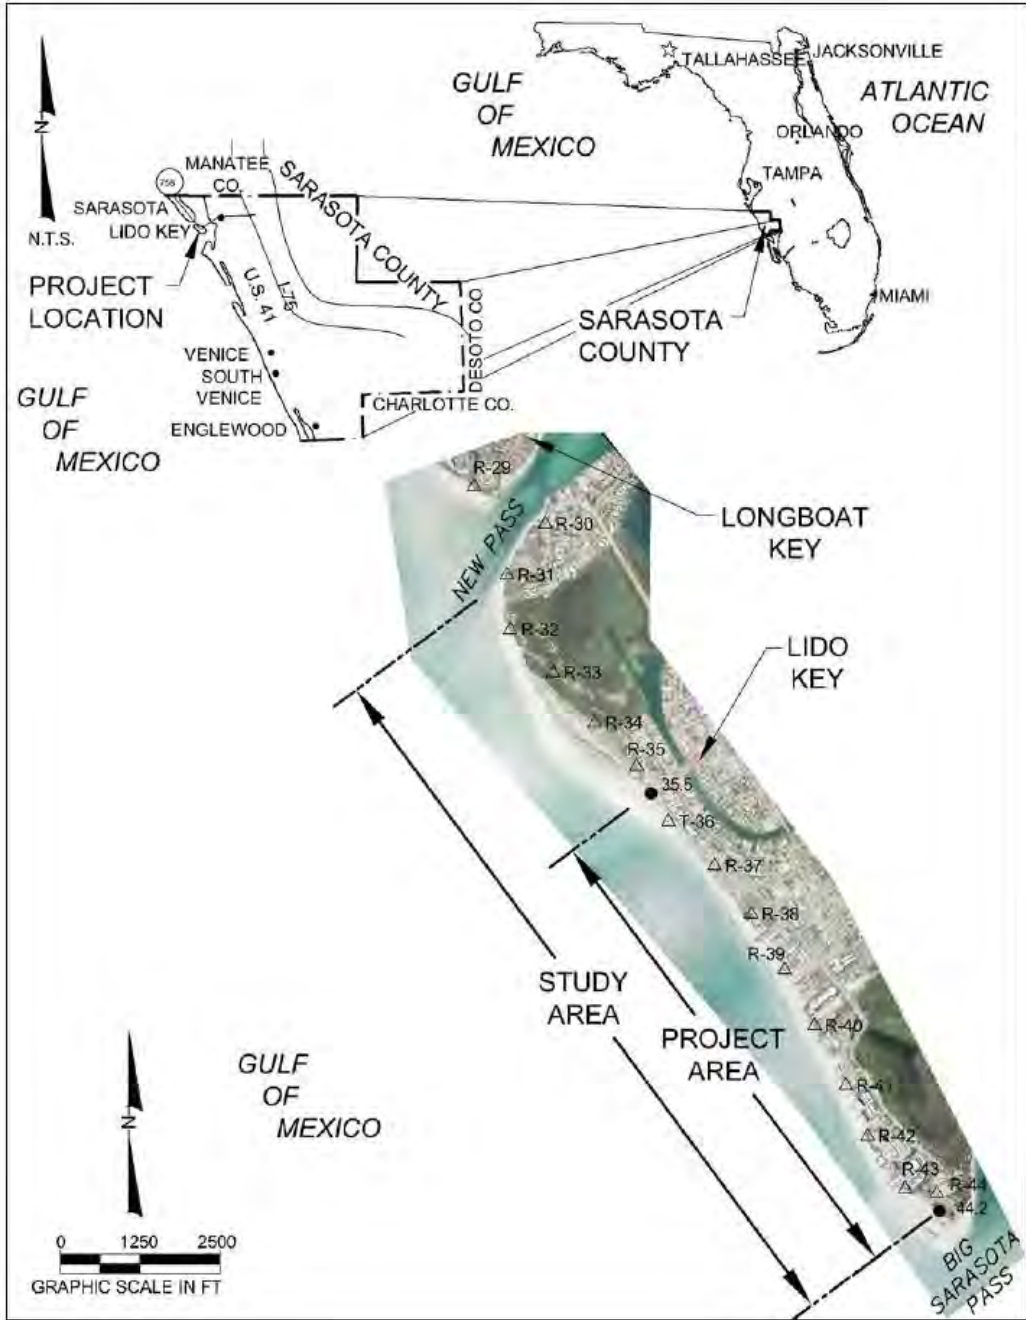 GULF
OF
MEXICO
TALLAHASSEE
JACKSONVILLE
ATLANTIC
OCEAN
ORLANDO
TAMPA
MIAMI
SARASOTA
COUNTY
N
N.T.S.
758
MANATEE
CO.
SARASOTA COUNTY
SARASOTA
LIDO KEY
PROJECT
LOCATION
U.S. 41
I-75
DESOTO CO.
VENICE
SOUTH
VENICE
ENGLEWOOD
CHARLOTTE CO.
GULF
OF
MEXICO
R-29
NEW PASS
R-30
LONGBOAT
KEY
R-31
R-32
LIDO
KEY
R-33
R-34
R-35
35.5
T-36
R-37
R-38
R-39
R-40
R-41
R-42
R-43
R-44
44.2
STUDY
AREA
PROJECT
AREA
GULF
OF
MEXICO
BIG
SARASOTA
PASS
N
0 1250 2500
GRAPHIC SCALE IN FT